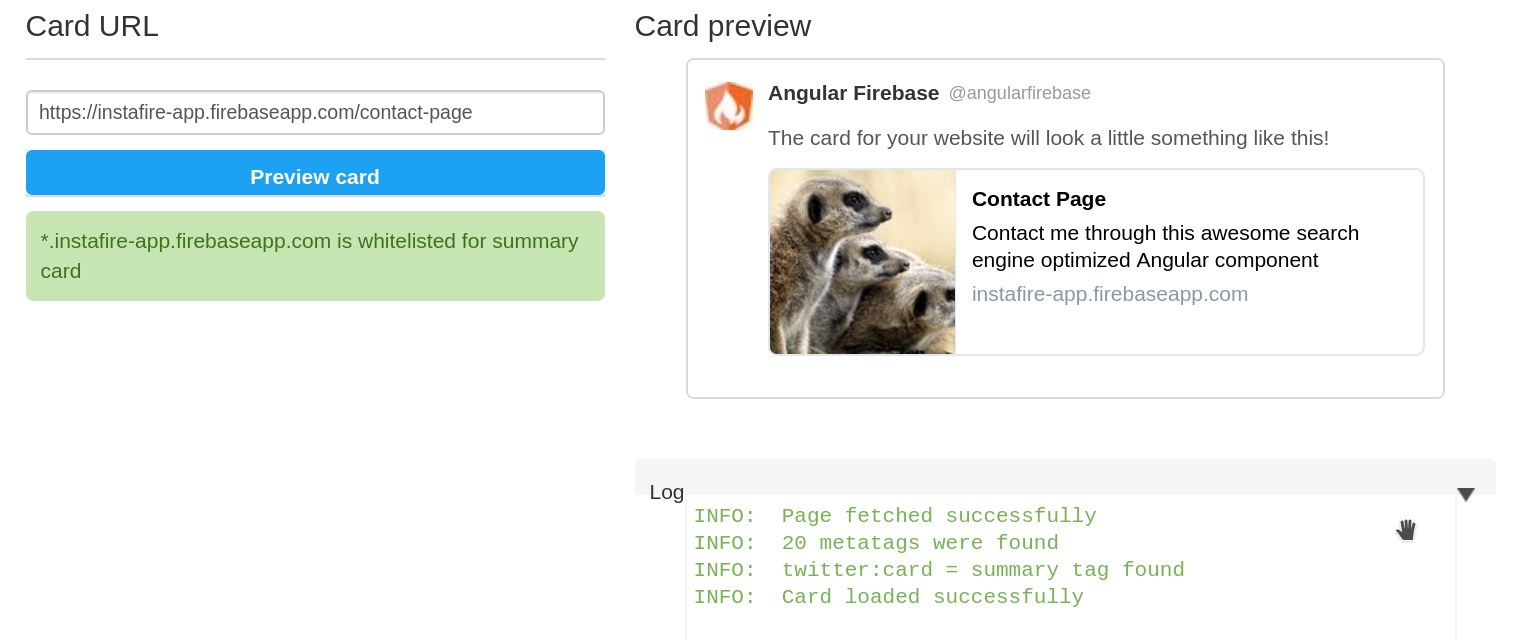 Card URL
https://instafire-app.firebaseapp.com/contact-page
Preview card
*.instafire-app.firebaseapp.com is whitelisted for summary
card
Card preview
Angular Firebase @angularfirebase
The card for your website will look a little something like this!
Contact Page
Contact me through this awesome search
engine optimized Angular component
instafire-app.firebaseapp.com
Log
INFO:  Page fetched successfully
INFO:  20 metatags were found
INFO:  twitter:card = summary tag found
INFO:  Card loaded successfully